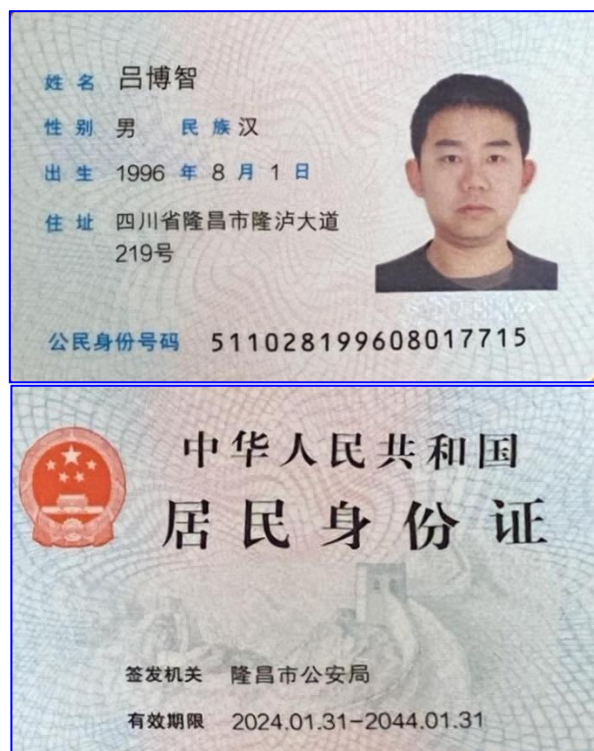 姓名 吕博智
性别 男 民族 汉
出生 1996 年 8 月 1 日
住址 四川省隆昌市隆泸大道
219号
公民身份号码 511028199608017715
中华人民共和国
居民身份证
签发机关 隆昌市公安局
有效期限 2024.01.31-2044.01.31